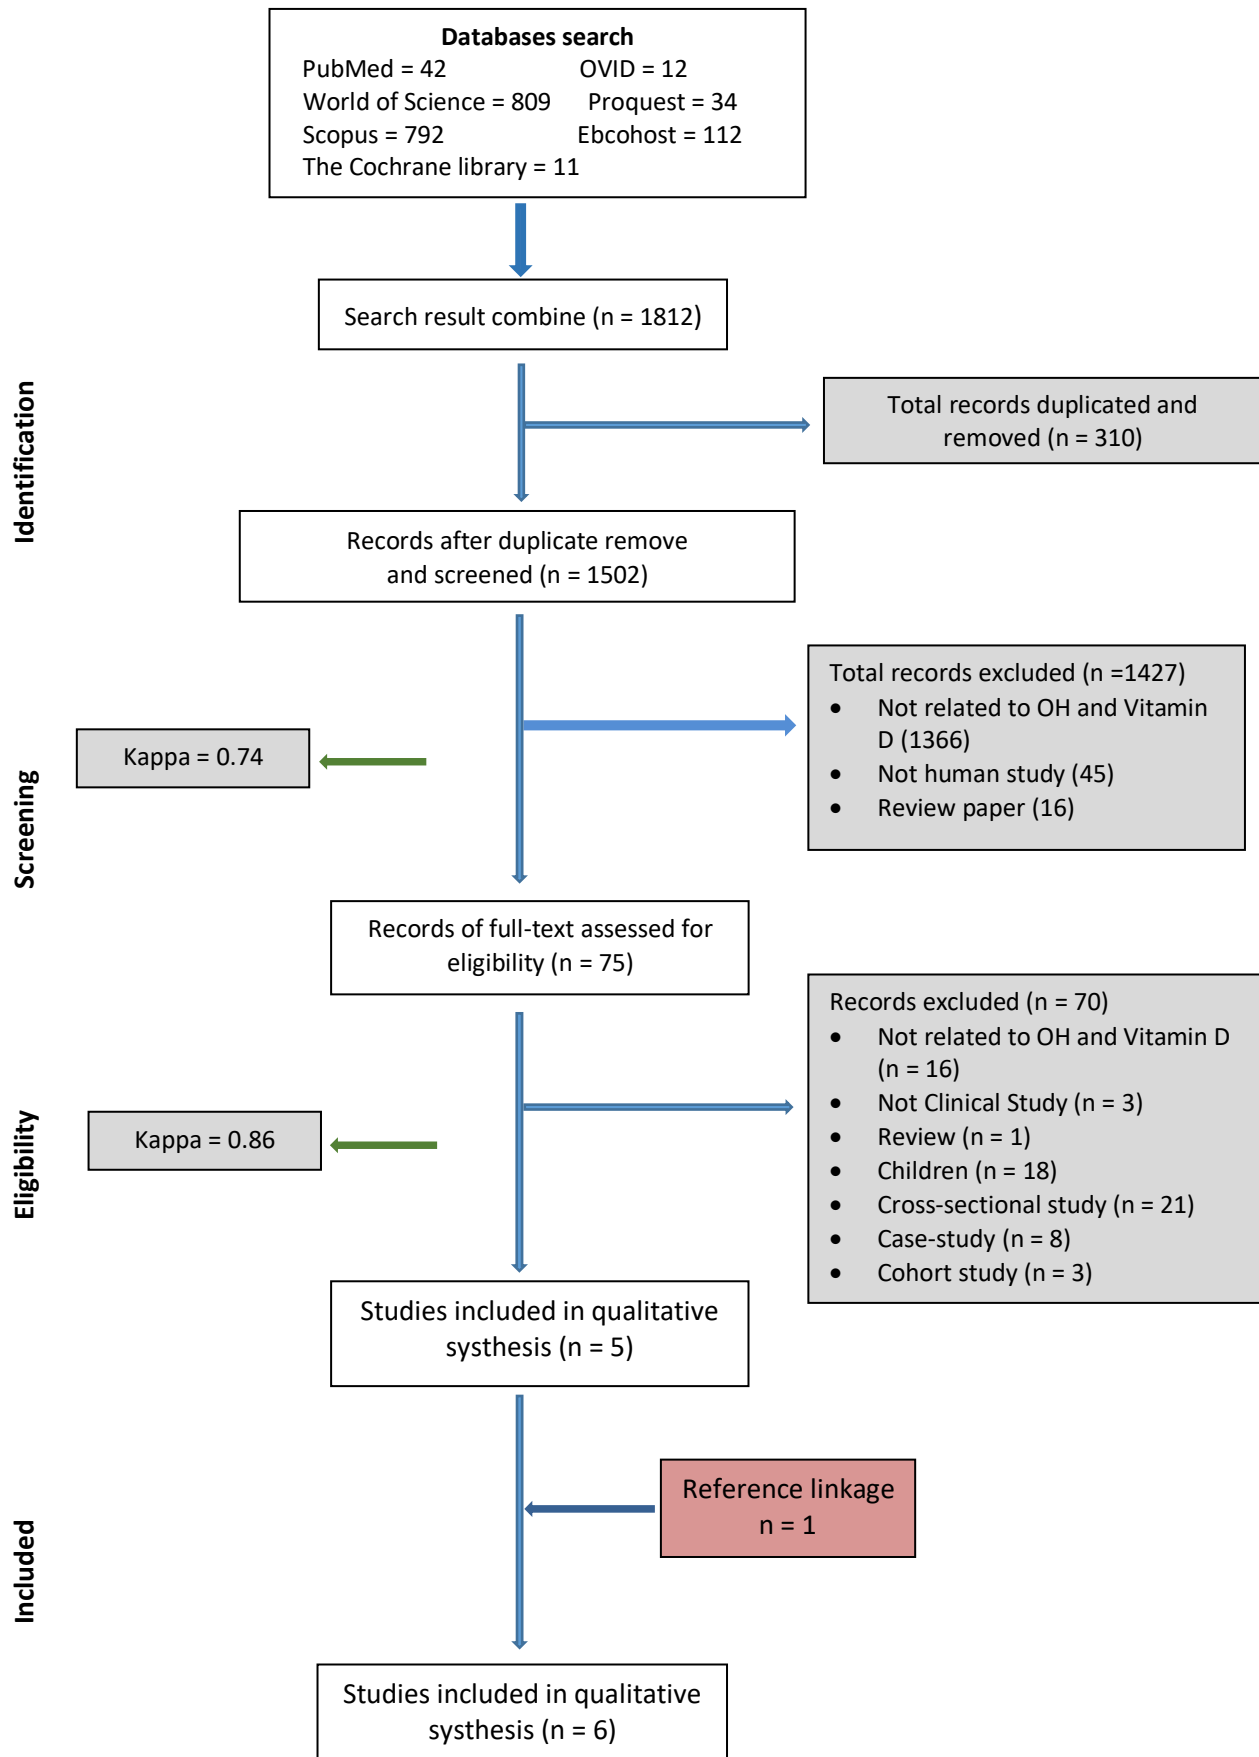 Databases search
PubMed = 42 OVID = 12
World of Science = 809 Proquest = 34
Scopus = 792 Ebcohost = 112
The Cochrane library = 11
Search result combine (n = 1812)
Identification
Total records duplicated and
removed (n = 310)
Records after duplicate remove
and screened (n = 1502)
Screening
Total records excluded (n =1427)
• Not related to OH and Vitamin
D (1366)
• Not human study (45)
• Review paper (16)
Kappa = 0.74
Records of full-text assessed for
eligibility (n = 75)
Eligibility
Records excluded (n = 70)
• Not related to OH and Vitamin D
(n = 16)
• Not Clinical Study (n = 3)
• Review (n = 1)
• Children (n = 18)
• Cross-sectional study (n = 21)
• Case-study (n = 8)
• Cohort study (n = 3)
Kappa = 0.86
Studies included in qualitative
systhesis (n = 5)
Included
Reference linkage
n = 1
Studies included in qualitative
systhesis (n = 6)